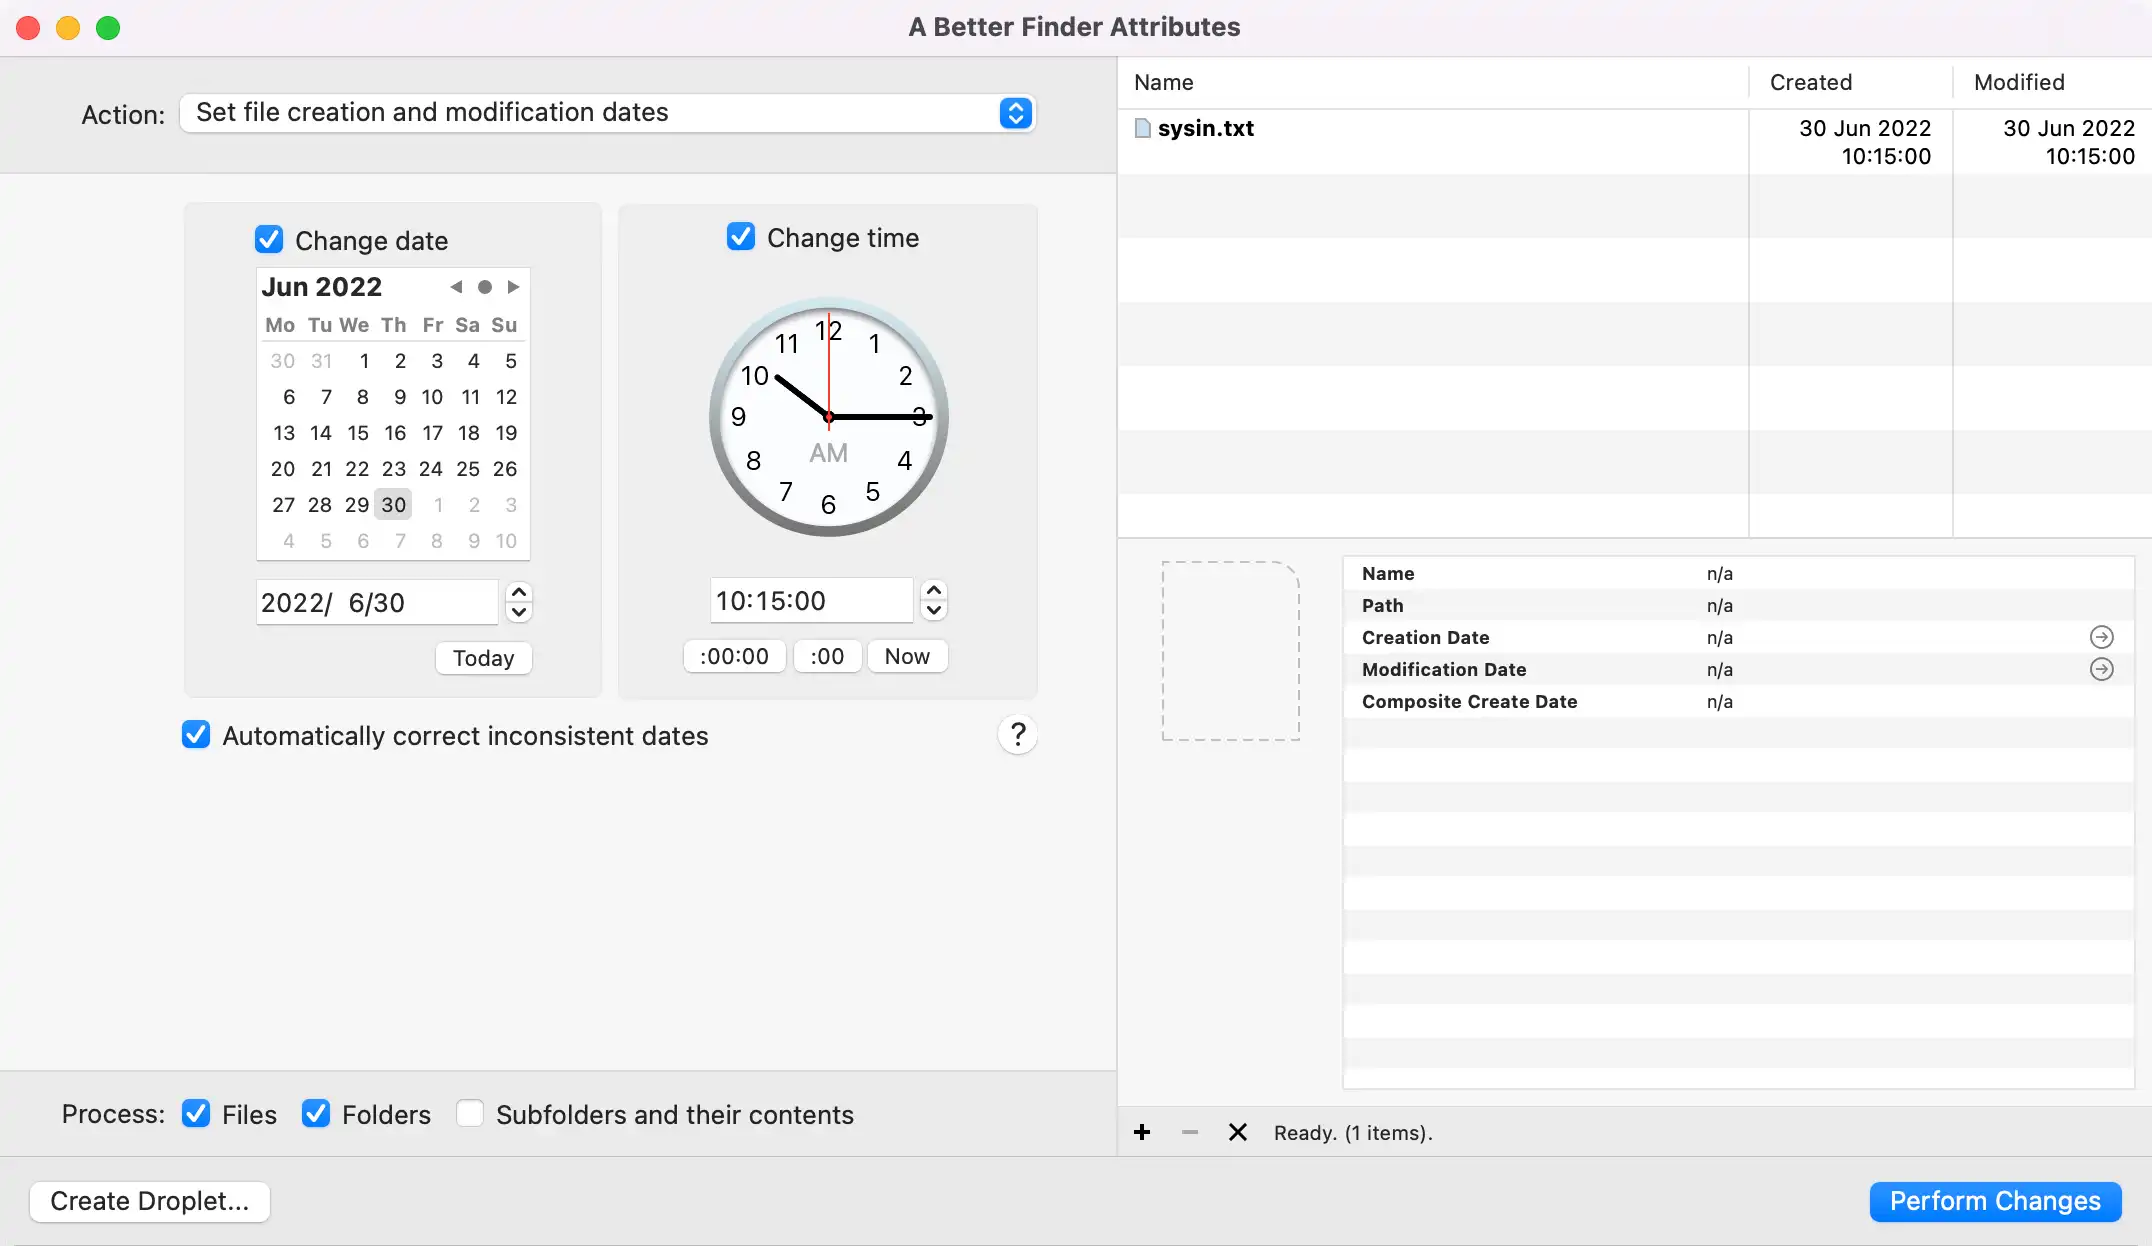 A Better Finder Attributes
Action: Set file creation and modification dates
Change date
Jun 2022
Mo Tu We Th Fr Sa Su
30 31 1 2 3 4 5
6 7 8 9 10 11 12
13 14 15 16 17 18 19
20 21 22 23 24 25 26
27 28 29 30 1 2 3
4 5 6 7 8 9 10
2022/ 6/30
Today
Change time
12
11 1
10 2
9 3
AM
8 4
7 5
6
10:15:00
:00:00 :00 Now
Automatically correct inconsistent dates ?
Process: Files Folders Subfolders and their contents
Create Droplet...
Name Created Modified
sysin.txt 30 Jun 2022 30 Jun 2022
10:15:00 10:15:00
Name n/a
Path n/a
Creation Date n/a
Modification Date n/a
Composite Create Date n/a
Ready. (1 items).
Perform Changes